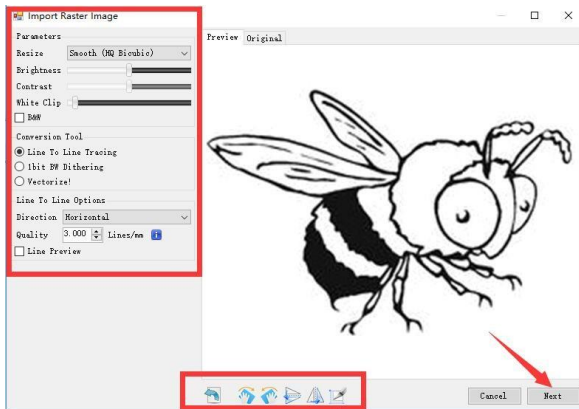 Import Raster Image
Parameters
Resize Smooth (HQ Bicubic)
Brightness
Contrast
White Clip
B&W
Conversion Tool
Line To Line Tracing
1bit BW Dithering
Vectorize!
Line To Line Options
Direction Horizontal
Quality 3.000 Lines/mm i
Line Preview
Preview Original
Cancel Next